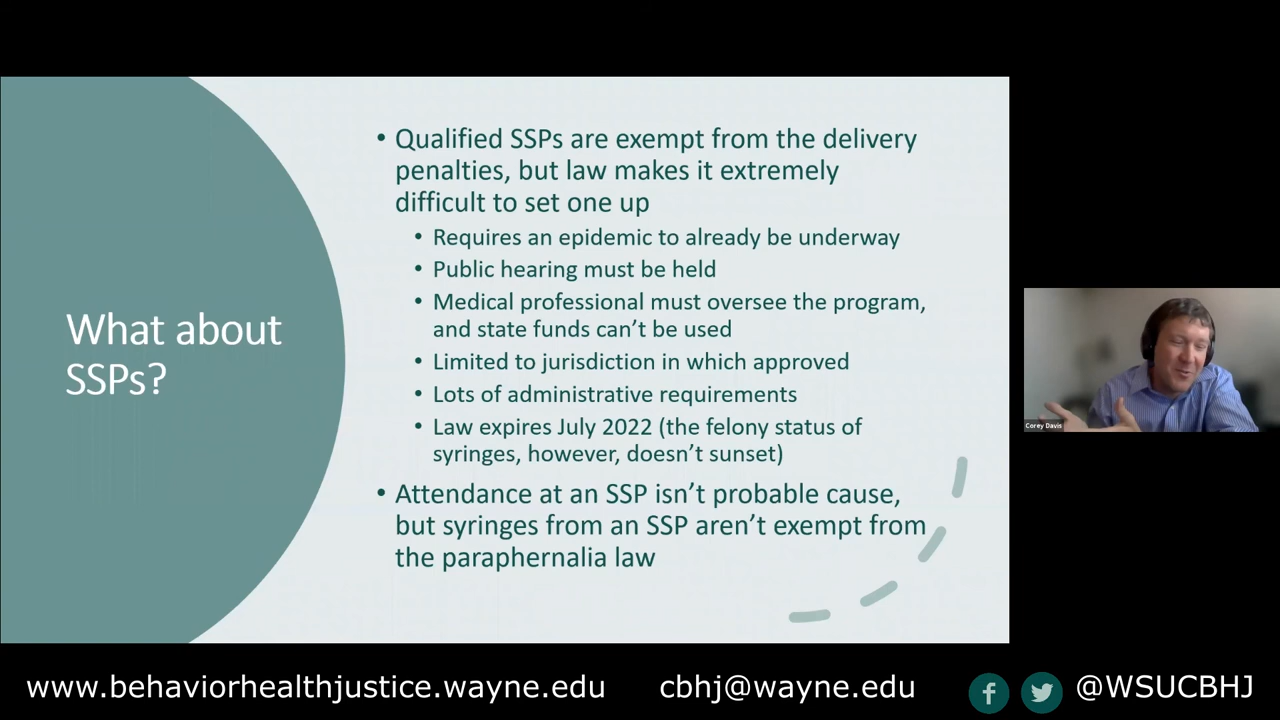 What about
SSPs?
• Qualified SSPs are exempt from the delivery
penalties, but law makes it extremely
difficult to set one up
• Requires an epidemic to already be underway
• Public hearing must be held
• Medical professional must oversee the program,
and state funds can’t be used
• Limited to jurisdiction in which approved
• Lots of administrative requirements
• Law expires July 2022 (the felony status of
syringes, however, doesn’t sunset)
• Attendance at an SSP isn’t probable cause,
but syringes from an SSP aren’t exempt from
the paraphernalia law
Corey Davis
www.behaviorhealthjustice.wayne.edu cbhj@wayne.edu @WSUCBHJ